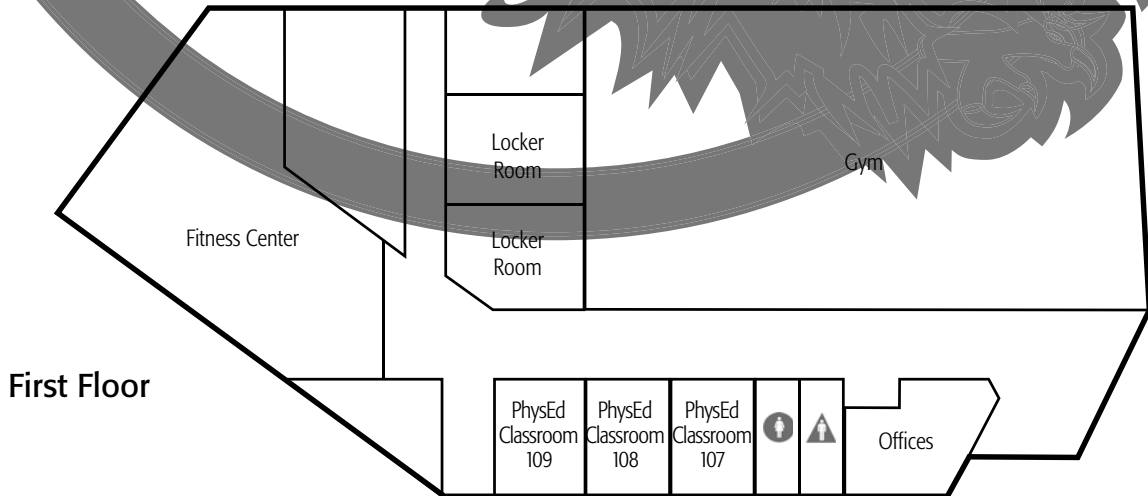 Locker
Room
Gym
Fitness Center
Locker
Room
First Floor
PhysEd
Classroom
109
PhysEd
Classroom
108
PhysEd
Classroom
107
Offices